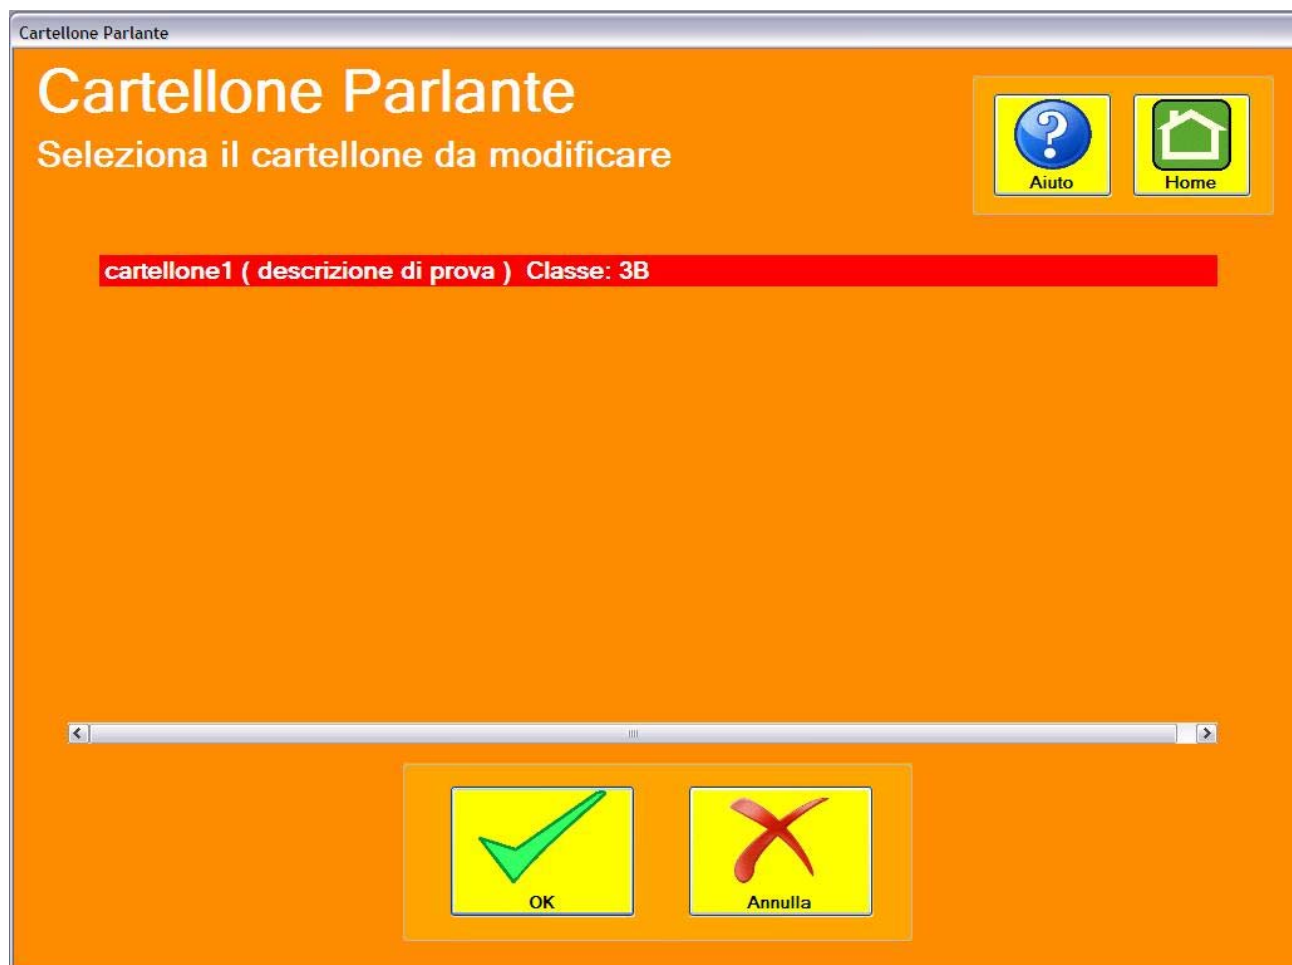 Cartellone Parlante
Cartellone Parlante
Seleziona il cartellone da modificare
Aiuto
Home
cartellone1 ( descrizione di prova ) Classe: 3B
OK
Annulla